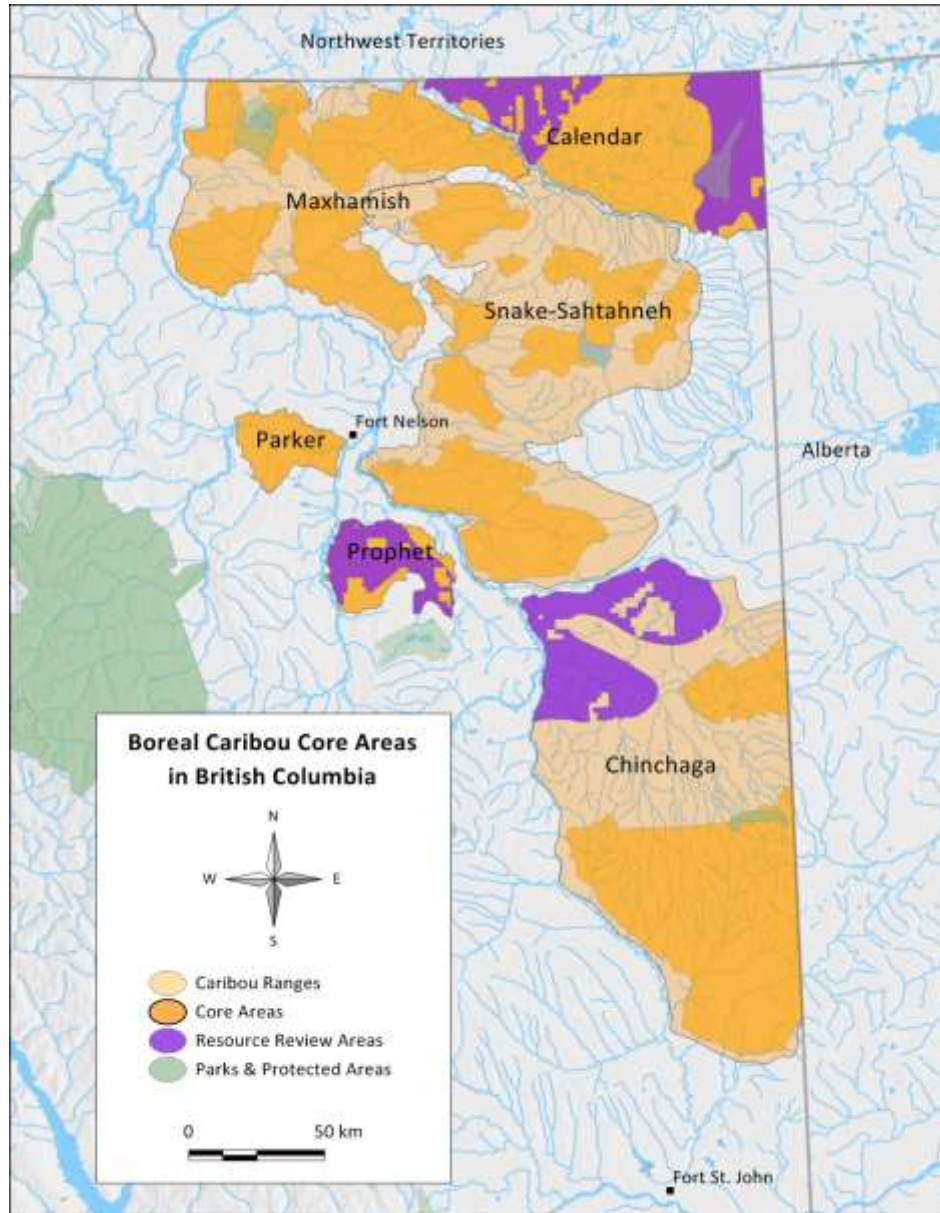 Northwest Territories
Calendar
Maxhamish
Snake-Sahtahneh
Fort Nelson
Parker
Alberta
Prophet
Chinchaga
Boreal Caribou Core Areas
in British Columbia
N
W E
S
Caribou Ranges
Core Areas
Resource Review Areas
Parks & Protected Areas
0 50 km
Fort St. John